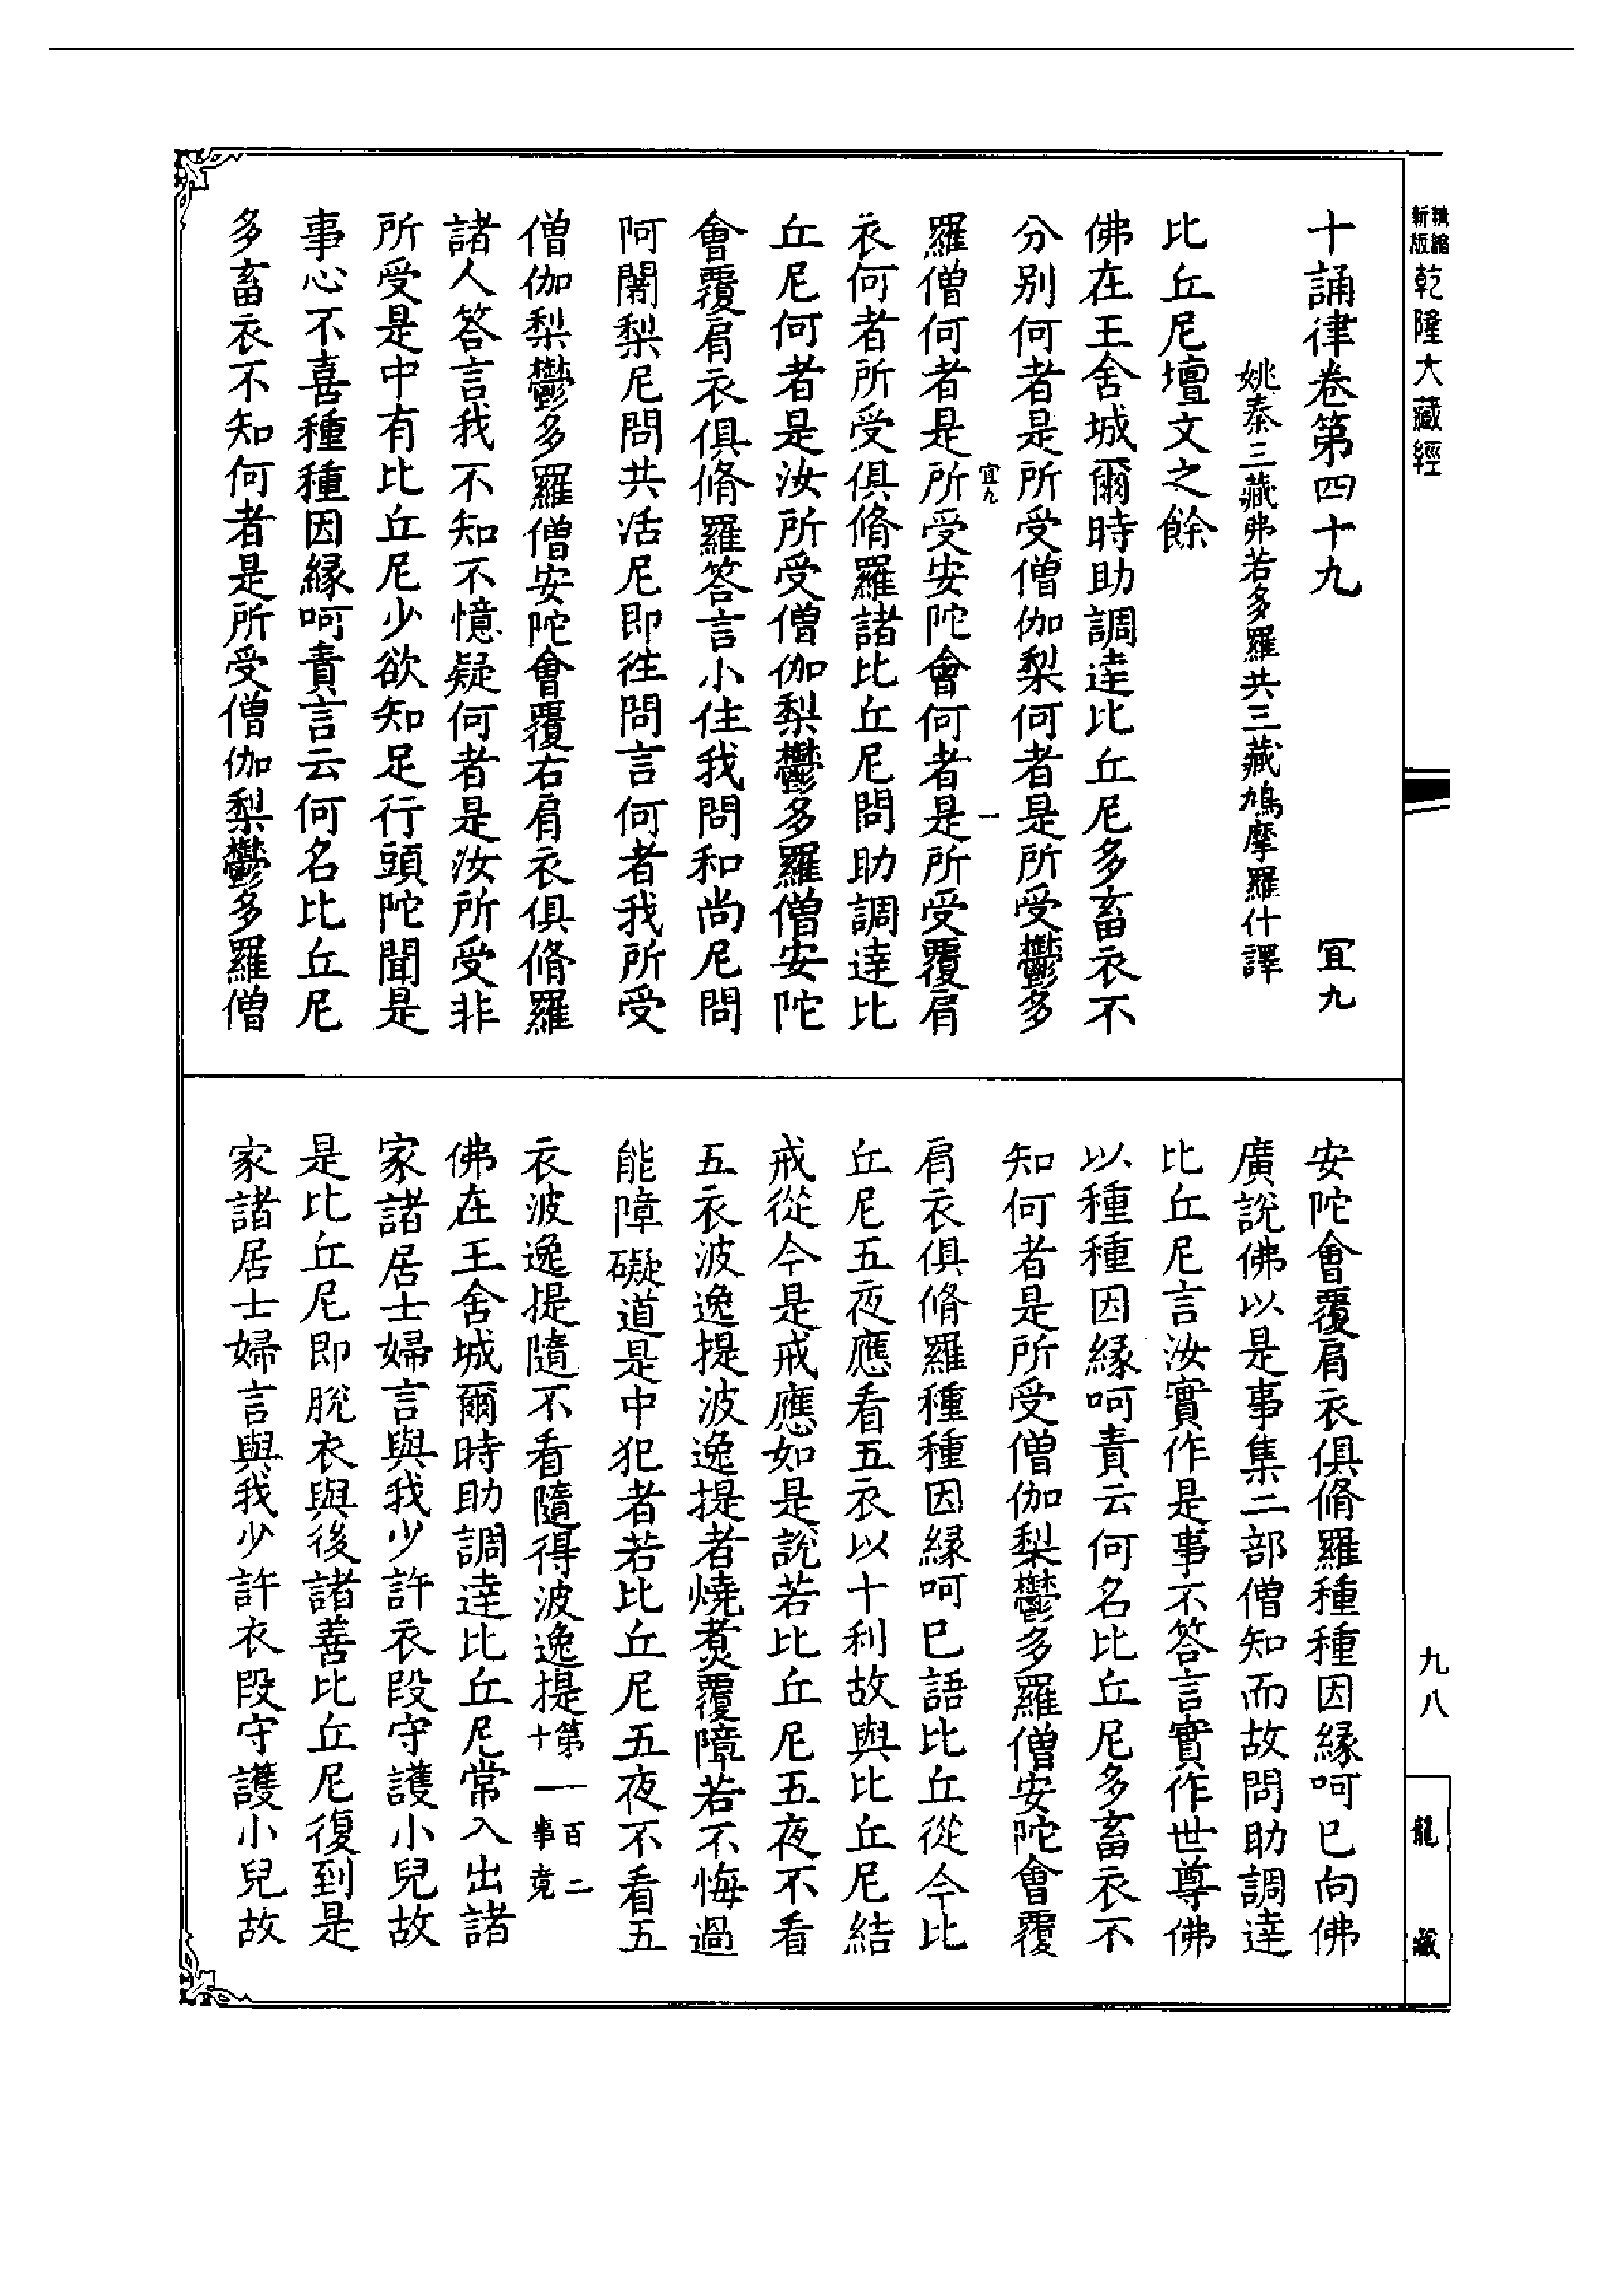 精縮新版乾隆大藏經
十誦律卷第四十九 宜九
姚秦三藏弗若多羅共三藏鳩摩羅什譯
比丘尼壇文之餘
佛在王舍城爾時助調達比丘尼多畜衣不
分別何者是所受僧伽梨何者是所受鬱多
宜九 一
羅僧何者是所受安陀會何者是所受覆肩
衣何者所受俱脩羅諸比丘尼問助調達比
丘尼何者是汝所受僧伽梨鬱多羅僧安陀
會覆肩衣俱脩羅答言小住我問和尚尼問
阿闍梨尼問共活尼即往問言何者我所受
僧伽梨鬱多羅僧安陀會覆右肩衣俱脩羅
諸人答言我不知不憶疑何者是汝所受非
所受是中有比丘尼少欲知足行頭陀聞是
事心不喜種種因緣呵責言云何名比丘尼
多畜衣不知何者是所受僧伽梨鬱多羅僧
安陀會覆肩衣俱脩羅種種因緣呵已向佛
廣說佛以是事集二部僧知而故問助調達
比丘尼言汝實作是事不答言實作世尊佛
以種種因緣呵責云何名比丘尼多畜衣不
知何者是所受僧伽梨鬱多羅僧安陀會覆
肩衣俱脩羅種種因緣呵已語比丘從今比
丘尼五夜應看五衣以十利故與比丘尼結
戒從今是戒應如是說若比丘尼五夜不看
五衣波逸提波逸提者燒煑覆障若不悔過
能障礙道是中犯者若比丘尼五夜不看五
衣波逸提隨不看隨得波逸提第一百二十一事竟
佛在王舍城爾時助調達比丘尼常入出諸
家諸居士婦言與我少許衣段守護小兒故
是比丘尼即脫衣與後諸善比丘尼復到是
家諸居士婦言與我少許衣段守護小兒故
九八
龍藏